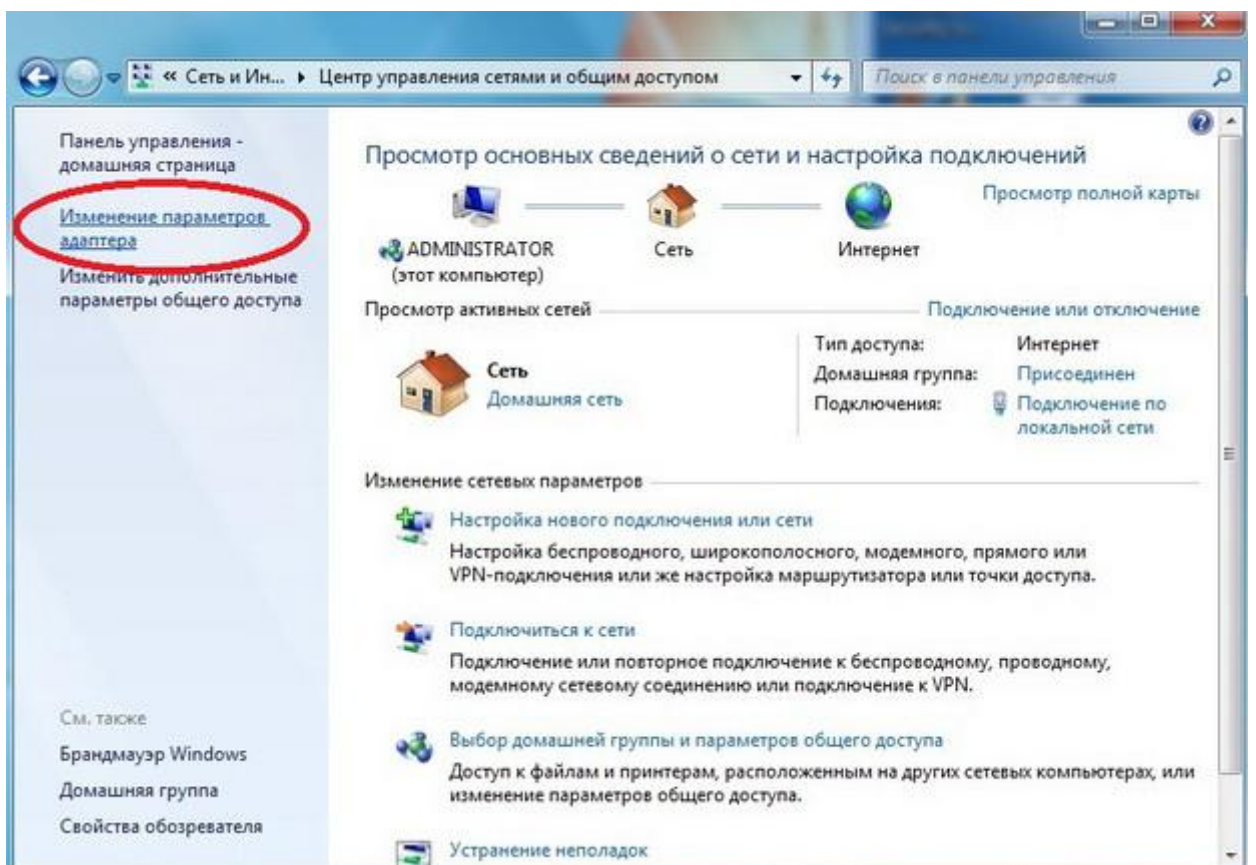 « Сеть и Ин... ▸ Центр управления сетями и общим доступом
Поиск в панели управления
Панель управления -
домашняя страница
Изменение параметров
адаптера
Изменить дополнительные
параметры общего доступа
См. также
Брандмауэр Windows
Домашняя группа
Свойства обозревателя
Просмотр основных сведений о сети и настройка подключений
Просмотр полной карты
ADMINISTRATOR
(этот компьютер)
Сеть
Интернет
Просмотр активных сетей
Подключение или отключение
Сеть
Домашняя сеть
Тип доступа: Интернет
Домашняя группа: Присоединен
Подключения: Подключение по
локальной сети
Изменение сетевых параметров
Настройка нового подключения или сети
Настройка беспроводного, широкополосного, модемного, прямого или
VPN-подключения или же настройка маршрутизатора или точки доступа.
Подключиться к сети
Подключение или повторное подключение к беспроводному, проводному,
модемному сетевому соединению или подключение к VPN.
Выбор домашней группы и параметров общего доступа
Доступ к файлам и принтерам, расположенным на других сетевых компьютерах, или
изменение параметров общего доступа.
Устранение неполадок